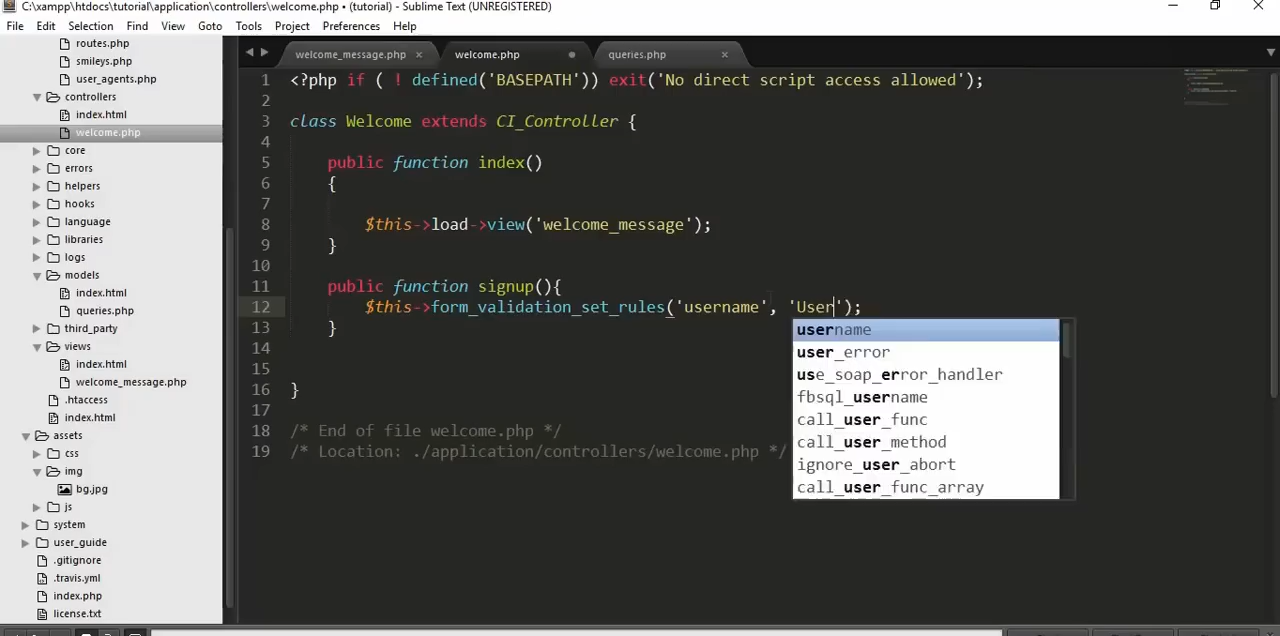 C:\xampp\htdocs\tutorial\application\controllers\welcome.php • (tutorial) - Sublime Text (UNREGISTERED)
File Edit Selection Find View Goto Tools Project Preferences Help
routes.php
smileys.php
user_agents.php
controllers
index.html
welcome.php
core
errors
helpers
hooks
language
libraries
logs
models
index.html
queries.php
third_party
views
index.html
welcome_message.php
.htaccess
index.html
assets
css
img
bg.jpg
js
system
user_guide
.gitignore
.travis.yml
index.php
license.txt
welcome_message.php × welcome.php • queries.php ×
1 <?php if ( ! defined('BASEPATH')) exit('No direct script access allowed');
2
3 class Welcome extends CI_Controller {
4
5 public function index()
6 {
7
8 $this->load->view('welcome_message');
9 }
10
11 public function signup(){
12 $this->form_validation_set_rules('username', 'User');
13 }
14
15
16 }
17
18 /* End of file welcome.php */
19 /* Location: ./application/controllers/welcome.php */
username
user_error
use_soap_error_handler
fbsql_username
call_user_func
call_user_method
ignore_user_abort
call_user_func_array